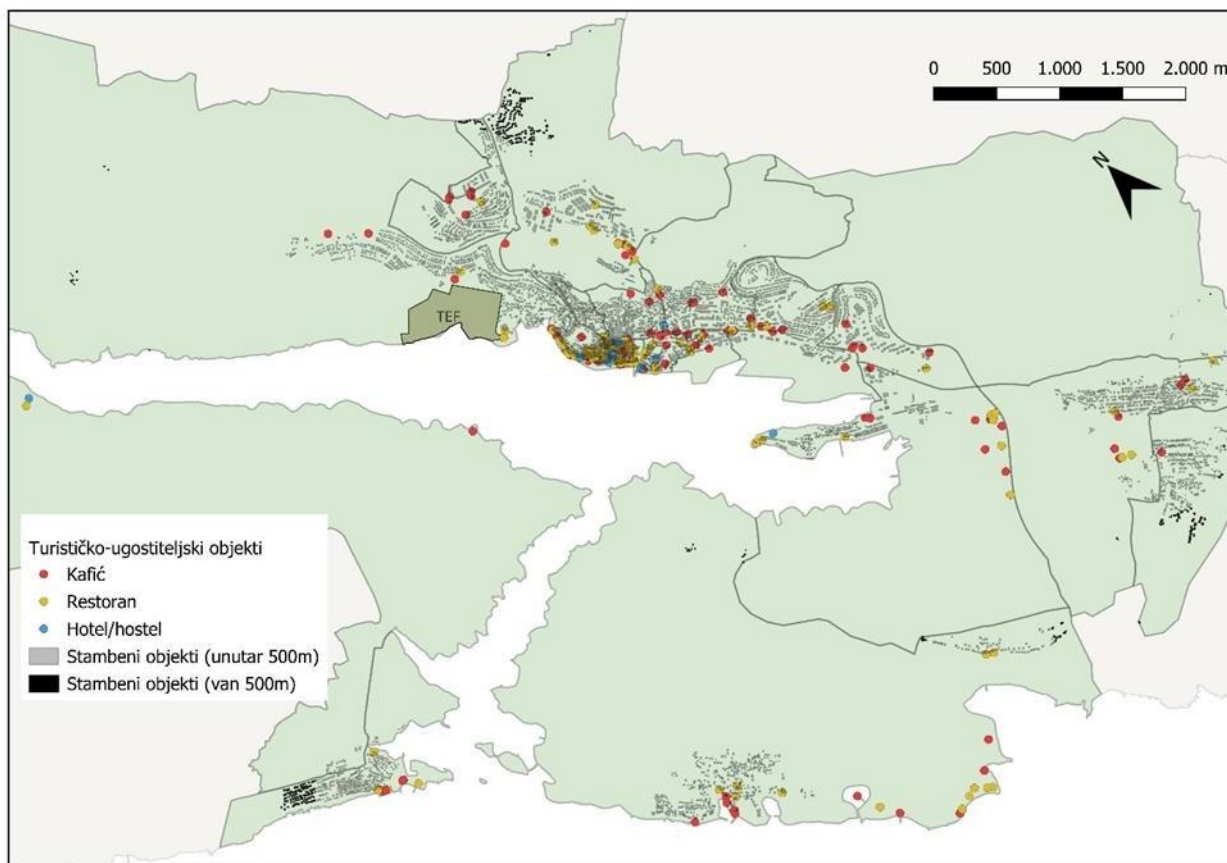 0 500 1.000 1.500 2.000 m
N
TEF
Turističko-ugostiteljski objekti
Kafić
Restoran
Hotel/hostel
Stambeni objekti (unutar 500m)
Stambeni objekti (van 500m)